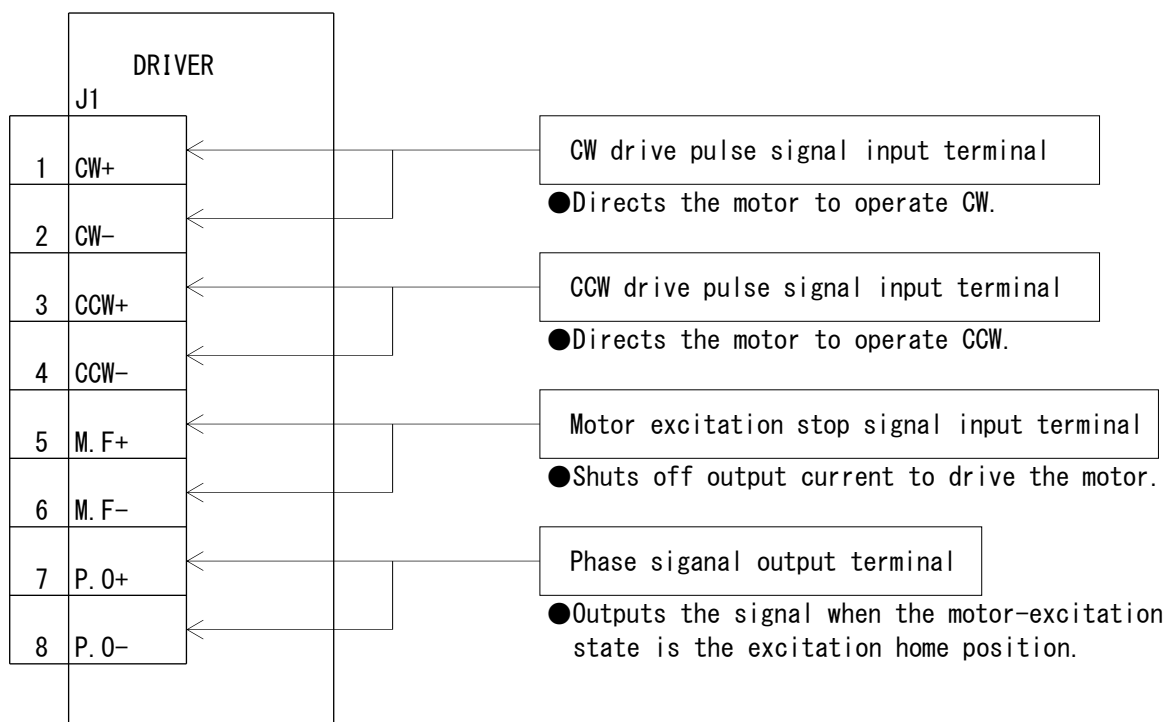 DRIVER
J1
1 CW+
2 CW-
3 CCW+
4 CCW-
5 M.F+
6 M.F-
7 P.O+
8 P.O-
CW drive pulse signal input terminal
●Directs the motor to operate CW.
CCW drive pulse signal input terminal
●Directs the motor to operate CCW.
Motor excitation stop signal input terminal
●Shuts off output current to drive the motor.
Phase siganal output terminal
●Outputs the signal when the motor-excitation
state is the excitation home position.